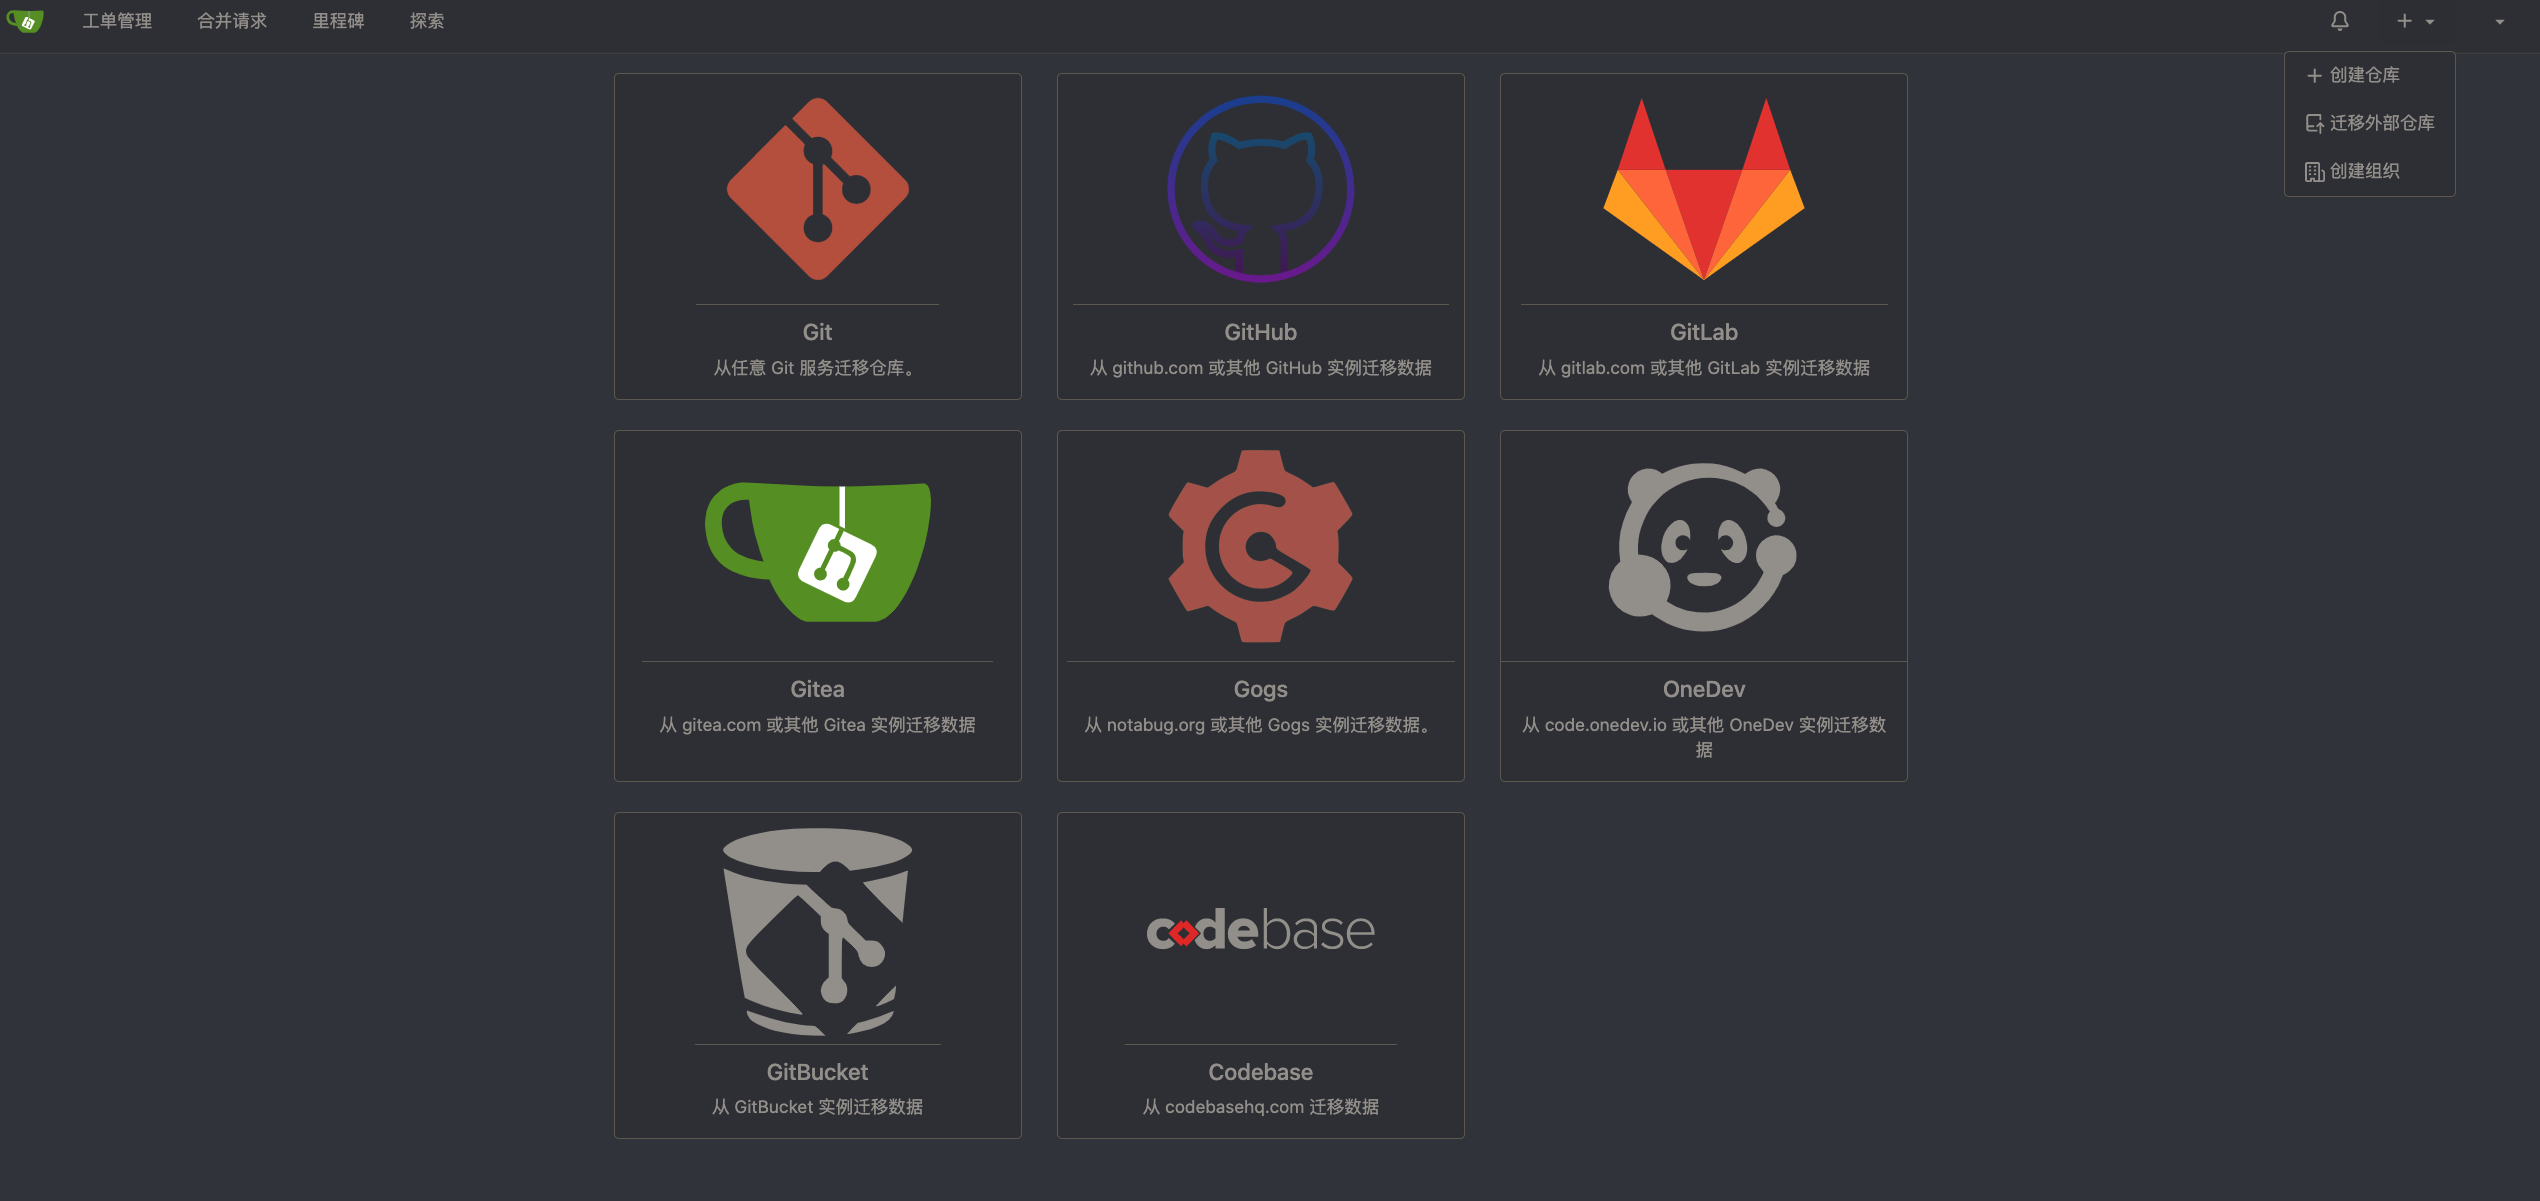 工单管理 合并请求 里程碑 探索
创建仓库
迁移外部仓库
创建组织
Git
从任意 Git 服务迁移仓库。
GitHub
从 github.com 或其他 GitHub 实例迁移数据
GitLab
从 gitlab.com 或其他 GitLab 实例迁移数据
Gitea
从 gitea.com 或其他 Gitea 实例迁移数据
Gogs
从 notabug.org 或其他 Gogs 实例迁移数据。
OneDev
从 code.onedev.io 或其他 OneDev 实例迁移数
据
GitBucket
从 GitBucket 实例迁移数据
codebase
Codebase
从 codebasehq.com 迁移数据